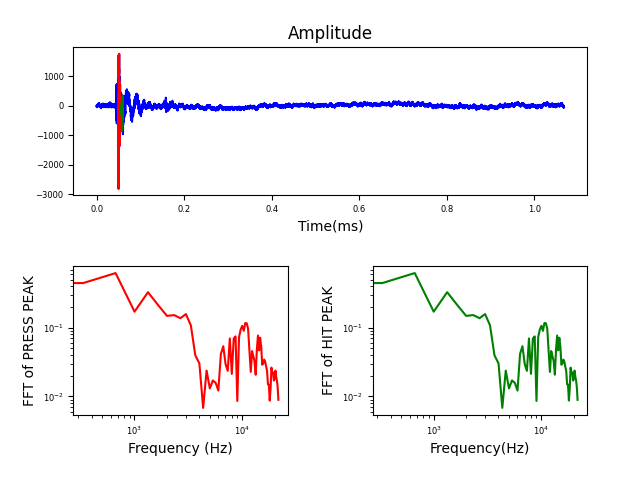 Amplitude
1000
0
−1000
−2000
−3000
0.0 0.2 0.4 0.6 0.8 1.0
Time(ms)
FFT of PRESS PEAK
10⁻¹
10⁻²
10³ 10⁴
Frequency (Hz)
FFT of HIT PEAK
10⁻¹
10⁻²
10³ 10⁴
Frequency(Hz)